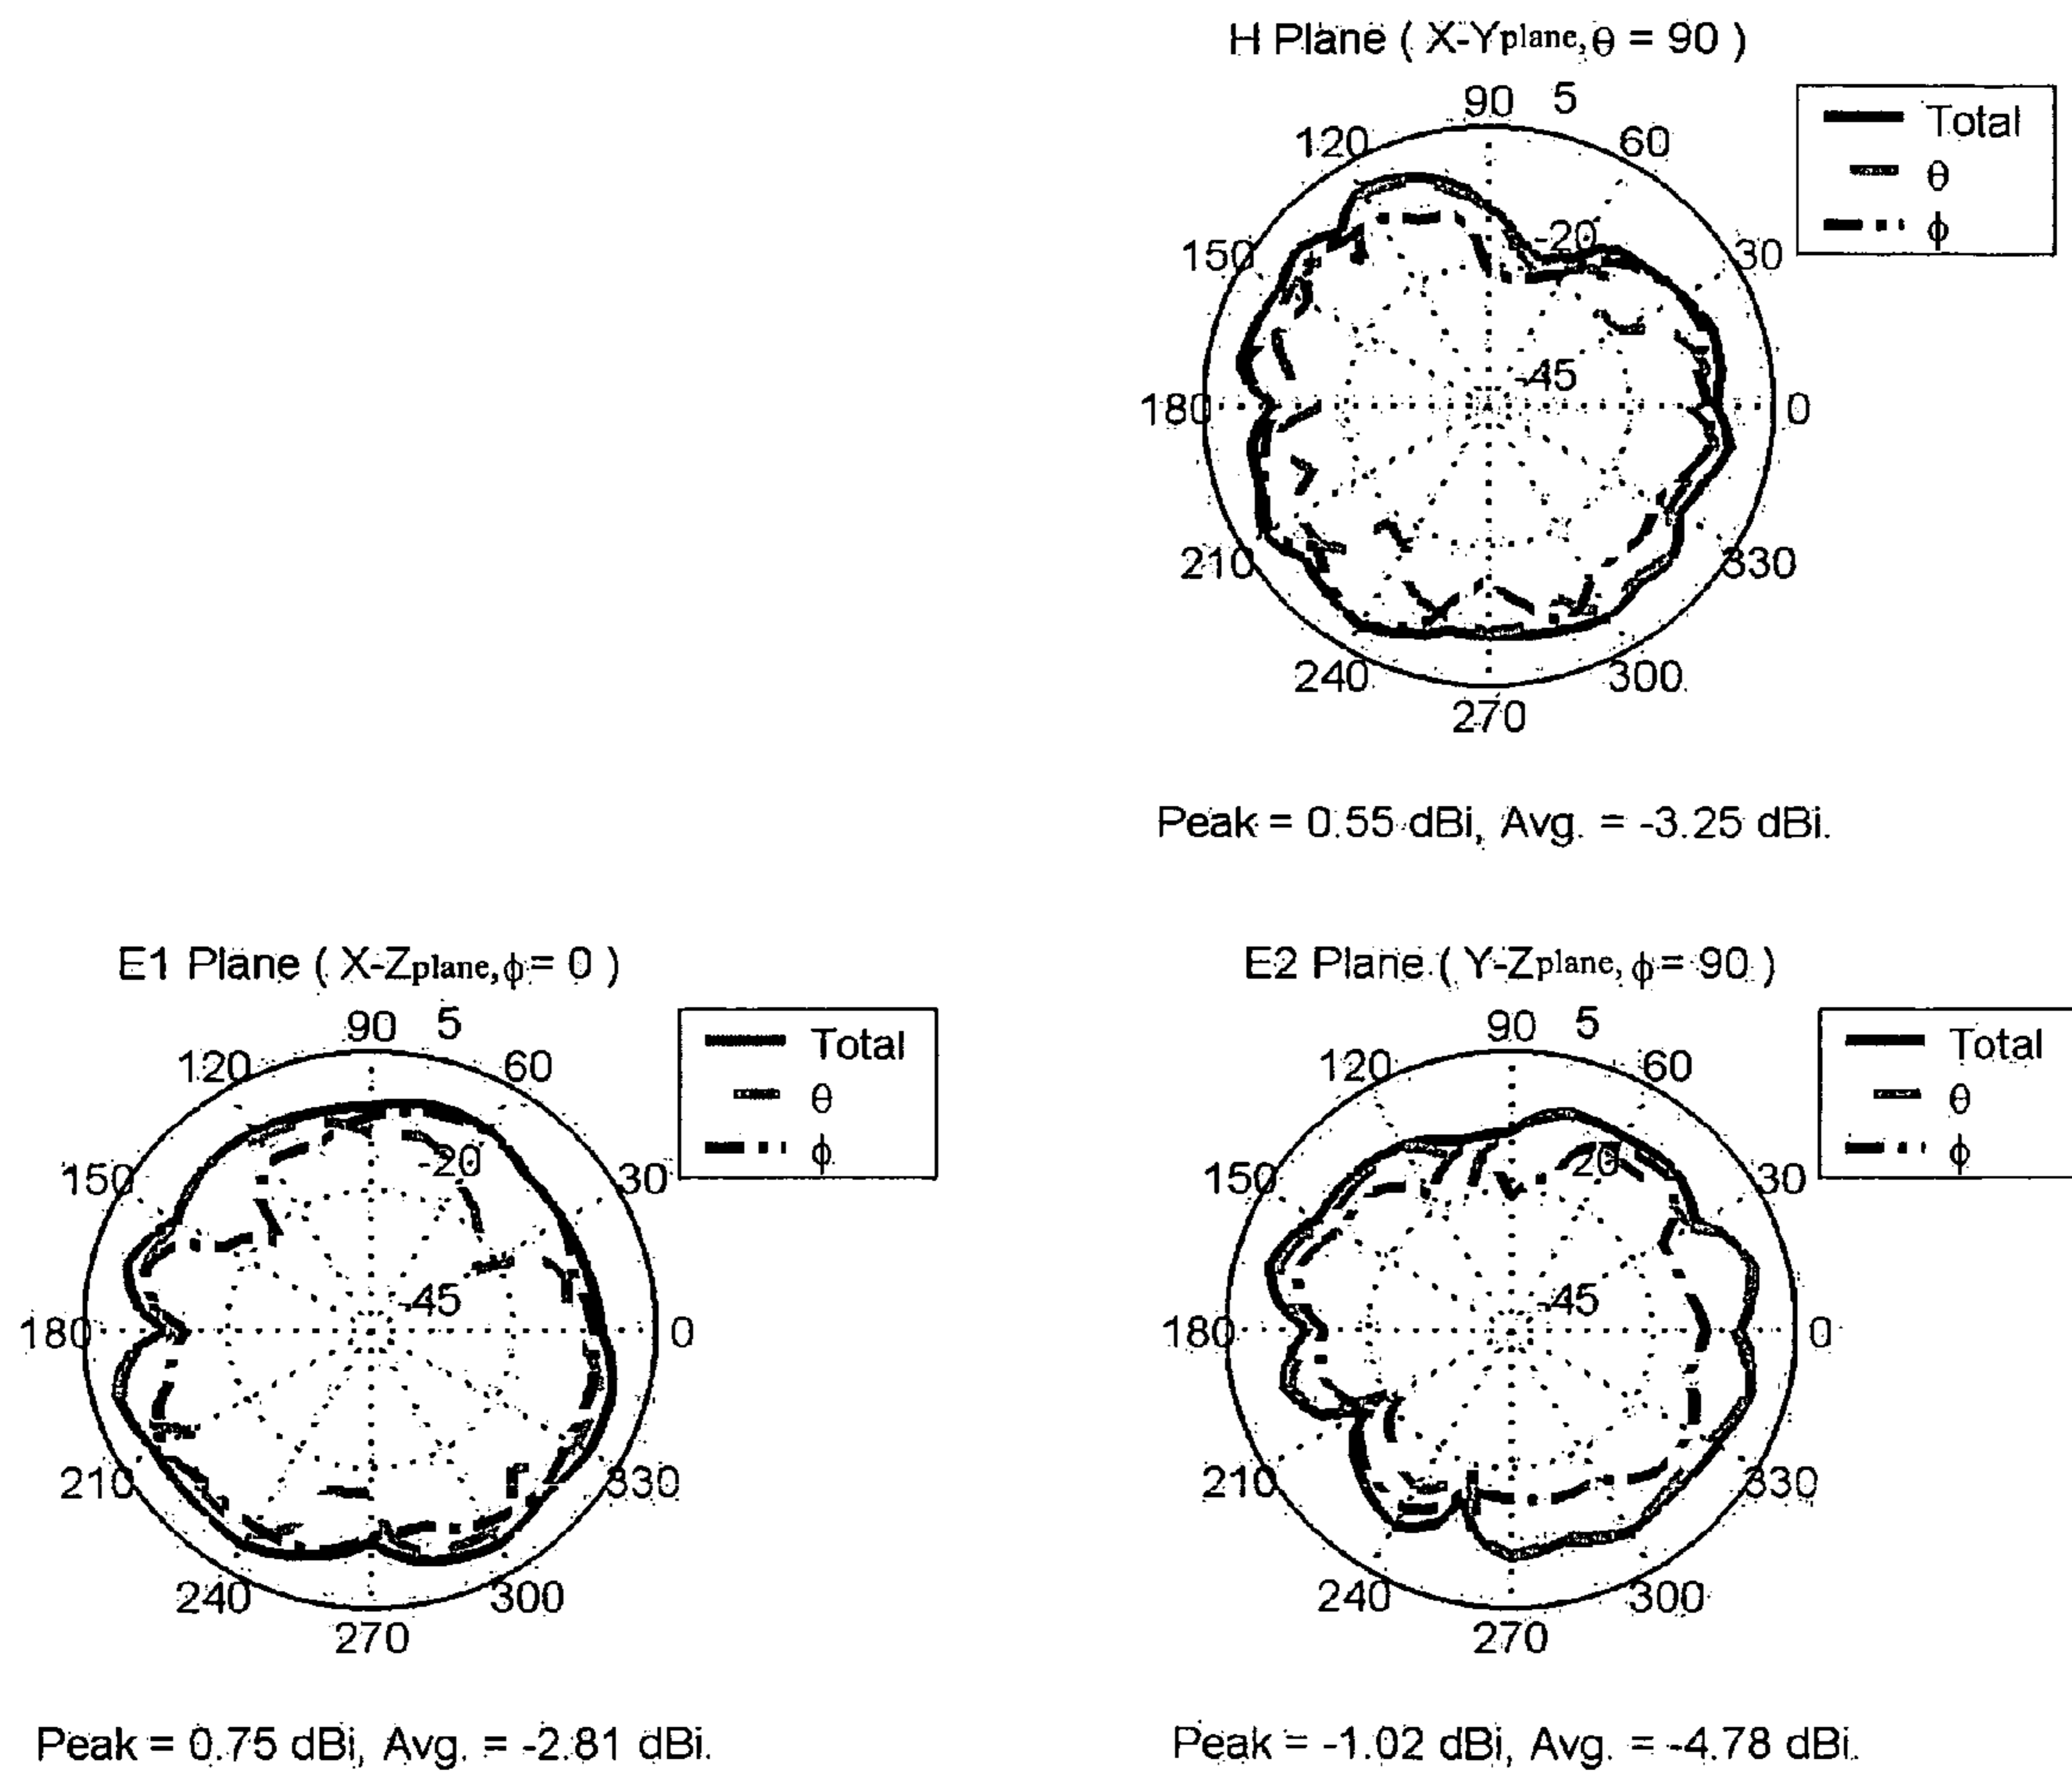 H Plane ( X-Yplane, θ = 90 )
90 5
120 60
150 30
-20
-45
180 0
210 330
240 300
270
Total
θ
ϕ
Peak = 0.55 dBi, Avg. = -3.25 dBi.
E1 Plane ( X-Zplane, ϕ = 0 )
90 5
120 60
150 30
-20
-45
180 0
210 330
240 300
270
Total
θ
ϕ
Peak = 0.75 dBi, Avg. = -2.81 dBi.
E2 Plane ( Y-Zplane, ϕ = 90 )
90 5
120 60
150 30
-20
-45
180 0
210 330
240 300
270
Total
θ
ϕ
Peak = -1.02 dBi, Avg. = -4.78 dBi.